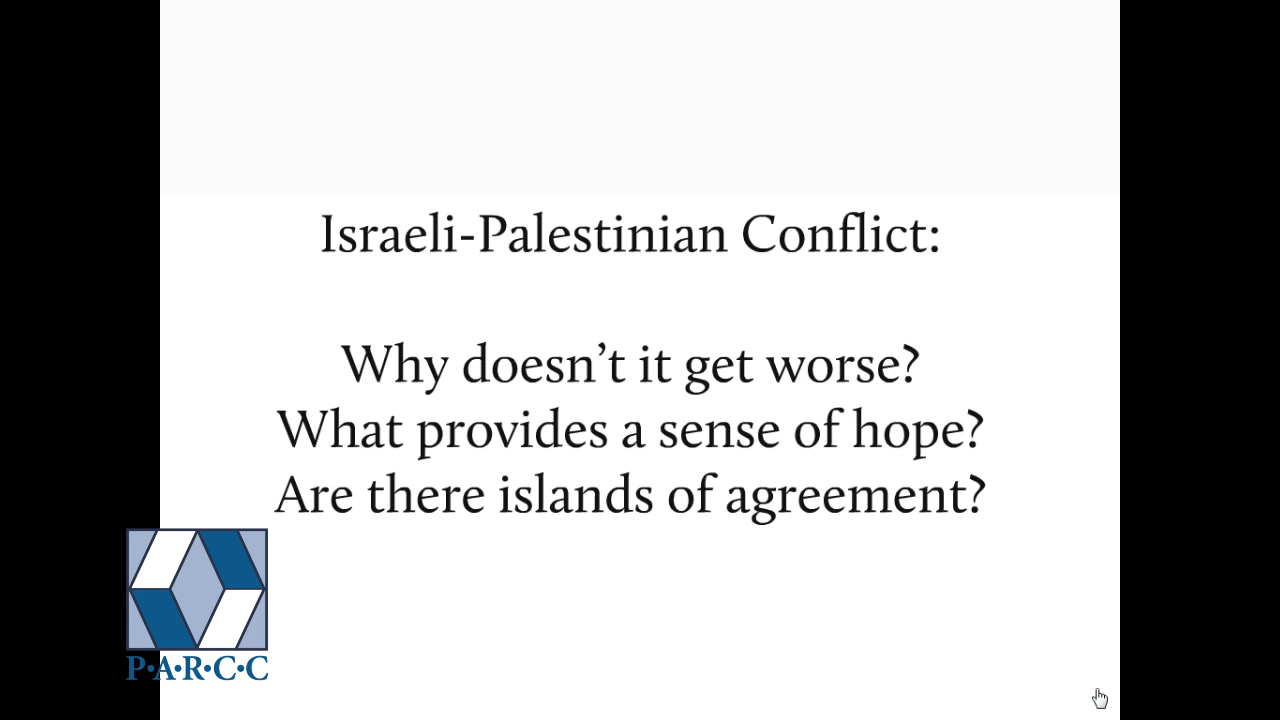 Israeli-Palestinian Conflict:
Why doesn’t it get worse?
What provides a sense of hope?
Are there islands of agreement?
P·A·R·C·C